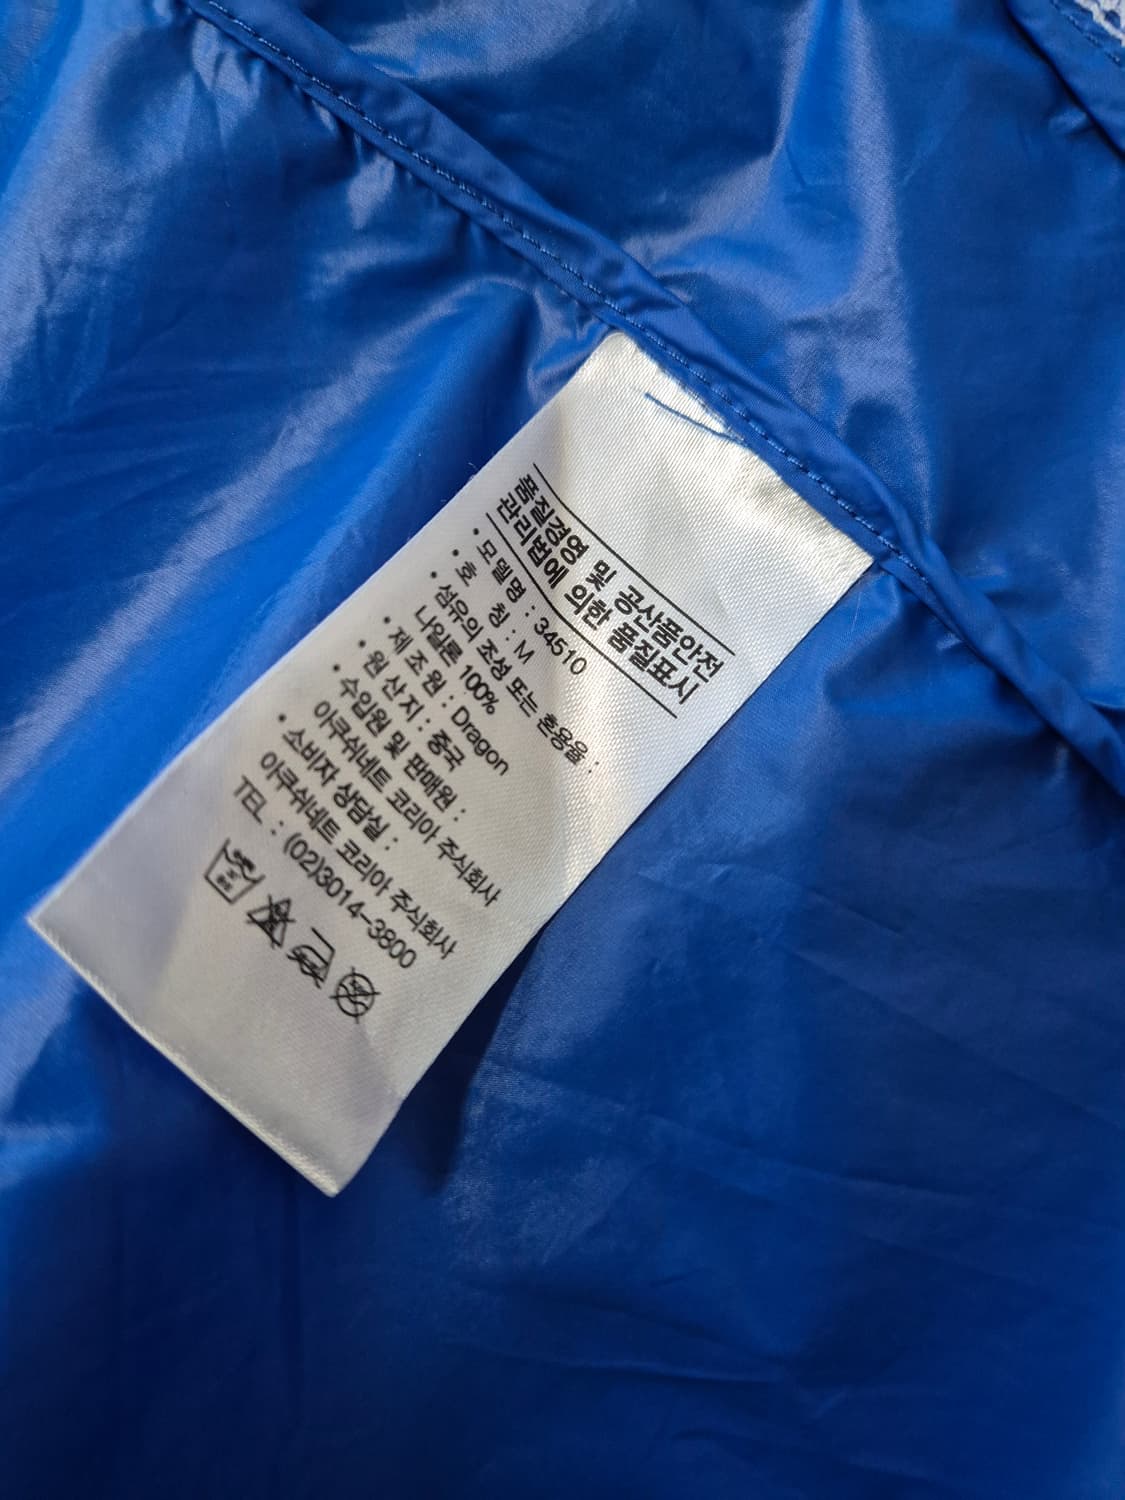 품질경영 및 공산품안전
관리법에 의한 품질표시
• 모델명 : 34510
• 호 칭 : M
• 섬유의 조성 또는 혼용율 :
나일론 100%
• 제 조 원 : Dragon
• 원 산 지 : 중국
• 수입원 및 판매원 :
아쿠쉬네트 코리아 주식회사
• 소비자 상담실 :
아쿠쉬네트 코리아 주식회사
TEL : (02)3014-3800